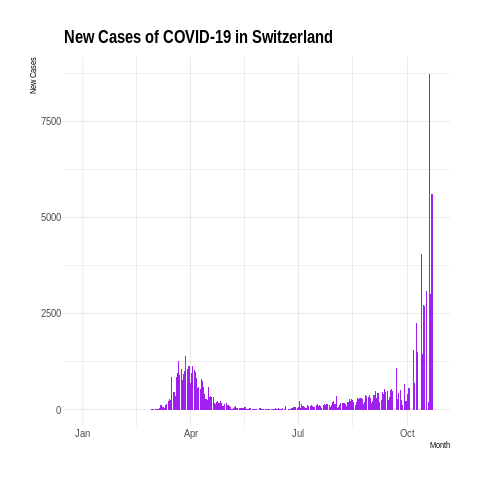 New Cases of COVID-19 in Switzerland
New Cases
7500
5000
2500
0
Jan Apr Jul Oct
Month